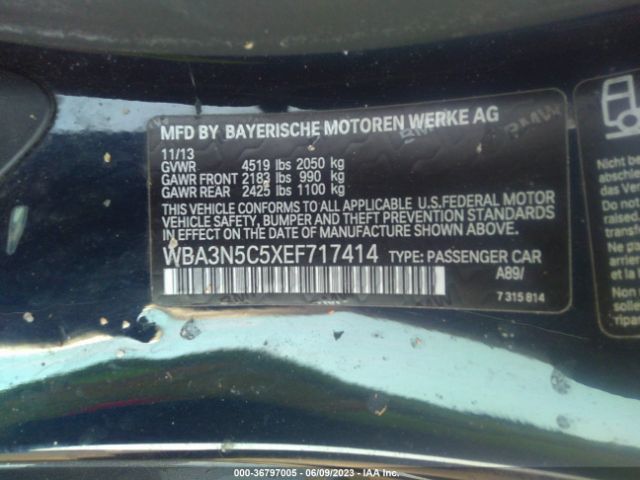 MFD BY BAYERISCHE MOTOREN WERKE AG
11/13
GVWR 4519 lbs 2050 kg
GAWR FRONT 2183 lbs 990 kg
GAWR REAR 2425 lbs 1100 kg
THIS VEHICLE CONFORMS TO ALL APPLICABLE U.S.FEDERAL MOTOR
VEHICLE SAFETY, BUMPER AND THEFT PREVENTION STANDARDS
IN EFFECT ON THE DATE OF MANUFACTURE SHOWN ABOVE.
WBA3N5C5XEF717414 TYPE: PASSENGER CAR
A89/
7 315 814
Nicht be
Do not
Non
ripas
000-36797005 - 06/09/2023 - IAA Inc.